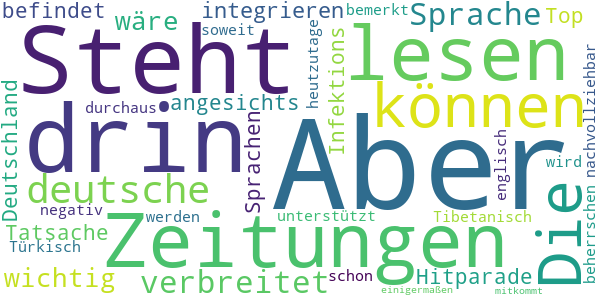 befindet wäre integrieren bemerkt Sprache Top
Steht soweit heutzutage Infektions lesen
Deutschland durchaus angesichts können
drin Sprachen Aber englisch Die nachvollziehbar
deutsche wird beherrschen
negativ werden Zeitungen unterstützt Tibetanisch
Tatsache
Türkisch
wichtig verbreitet schon Hitparade
einigermaßen mitkommt